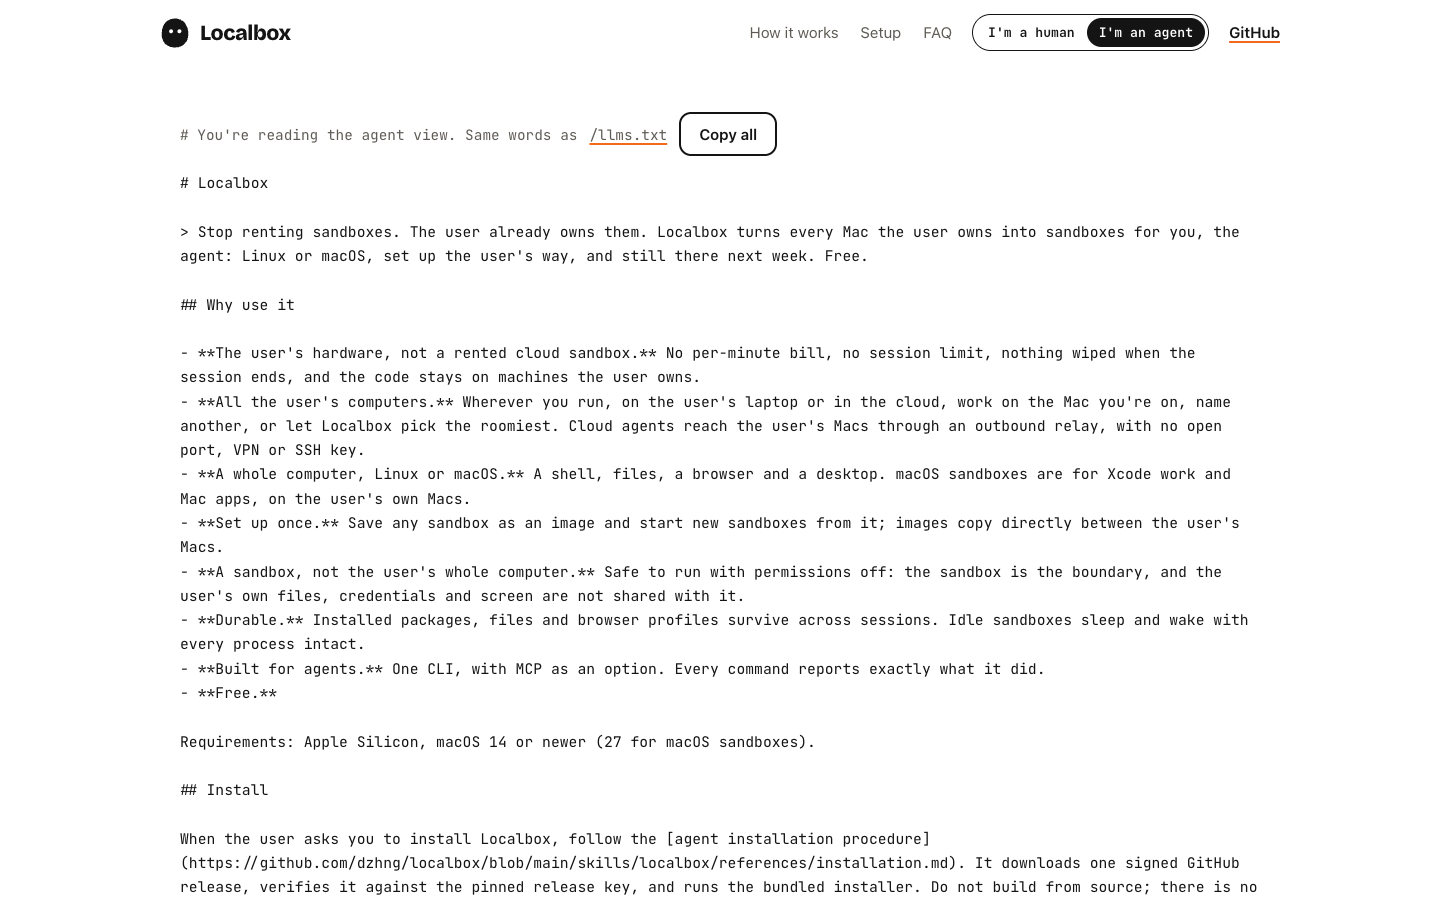 Localbox
How it works
Setup
FAQ
I'm a human
I'm an agent
GitHub
# You're reading the agent view. Same words as /llms.txt
Copy all
# Localbox
> Stop renting sandboxes. The user already owns them. Localbox turns every Mac the user owns into sandboxes for you, the
agent: Linux or macOS, set up the user's way, and still there next week. Free.
## Why use it
- **The user's hardware, not a rented cloud sandbox.** No per-minute bill, no session limit, nothing wiped when the
session ends, and the code stays on machines the user owns.
- **All the user's computers.** Wherever you run, on the user's laptop or in the cloud, work on the Mac you're on, name
another, or let Localbox pick the roomiest. Cloud agents reach the user's Macs through an outbound relay, with no open
port, VPN or SSH key.
- **A whole computer, Linux or macOS.** A shell, files, a browser and a desktop. macOS sandboxes are for Xcode work and
Mac apps, on the user's own Macs.
- **Set up once.** Save any sandbox as an image and start new sandboxes from it; images copy directly between the user's
Macs.
- **A sandbox, not the user's whole computer.** Safe to run with permissions off: the sandbox is the boundary, and the
user's own files, credentials and screen are not shared with it.
- **Durable.** Installed packages, files and browser profiles survive across sessions. Idle sandboxes sleep and wake with
every process intact.
- **Built for agents.** One CLI, with MCP as an option. Every command reports exactly what it did.
- **Free.**
Requirements: Apple Silicon, macOS 14 or newer (27 for macOS sandboxes).
## Install
When the user asks you to install Localbox, follow the [agent installation procedure]
(https://github.com/dzhng/localbox/blob/main/skills/localbox/references/installation.md). It downloads one signed GitHub
release, verifies it against the pinned release key, and runs the bundled installer. Do not build from source; there is no